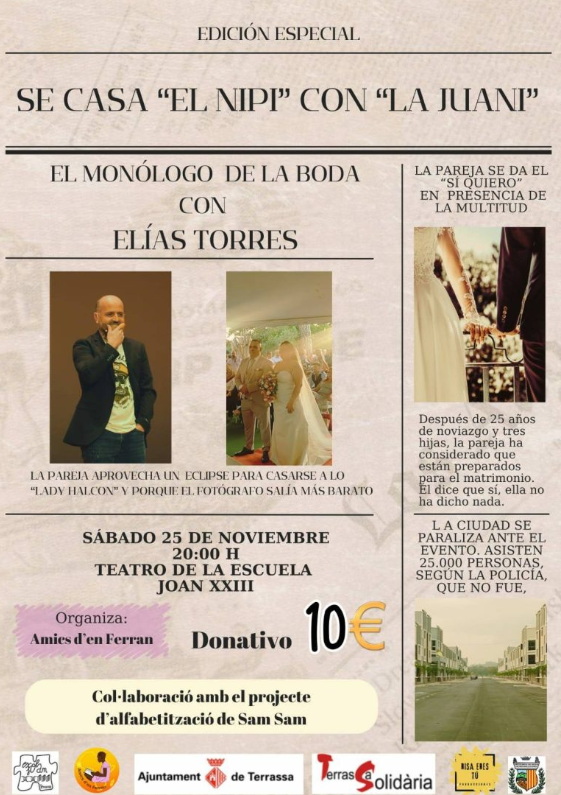 EDICIÓN ESPECIAL
SE CASA “EL NIPI” CON “LA JUANI”
EL MONÓLOGO DE LA BODA
CON
ELÍAS TORRES
LA PAREJA APROVECHA UN ECLIPSE PARA CASARSE A LO
“LADY HALCON” Y PORQUE EL FOTÓGRAFO SALÍA MÁS BARATO
LA PAREJA SE DA EL
“SÍ QUIERO”
EN PRESENCIA DE
LA MULTITUD
Después de 25 años
de noviazgo y tres
hijas, la pareja ha
considerado que
están preparados
para el matrimonio.
Él dice que sí, ella no
ha dicho nada.
L A CIUDAD SE
PARALIZA ANTE EL
EVENTO. ASISTEN
25.000 PERSONAS,
SEGÚN LA POLICÍA,
QUE NO FUE,
SÁBADO 25 DE NOVIEMBRE
20:00 H
TEATRO DE LA ESCUELA
JOAN XXIII
Organiza:
Amics d’en Ferran
Donativo 10€
Col·laboració amb el projecte
d’alfabetització de Sam Sam
Ajuntament de Terrassa
Terrassa Solidària
RISA ERES
TÚ